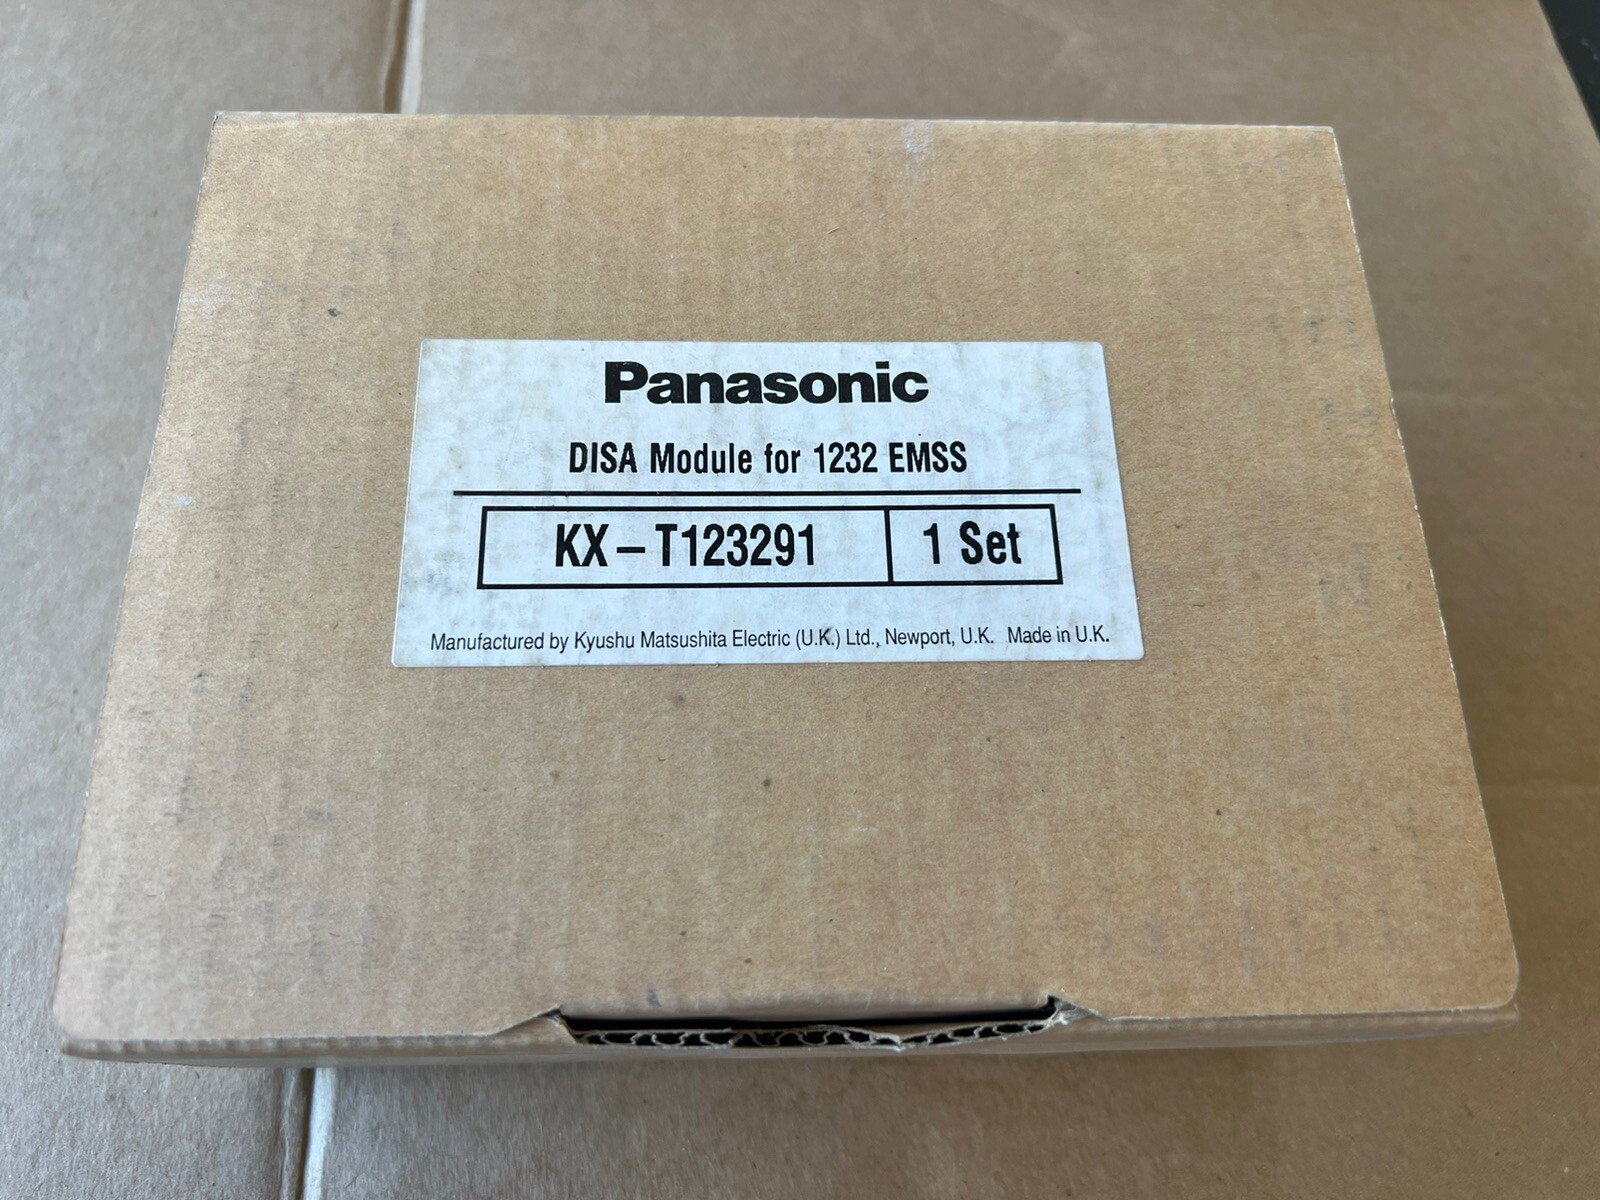 Panasonic
DISA Module for 1232 EMSS
KX–T123291 1 Set
Manufactured by Kyushu Matsushita Electric (U.K.) Ltd., Newport, U.K. Made in U.K.